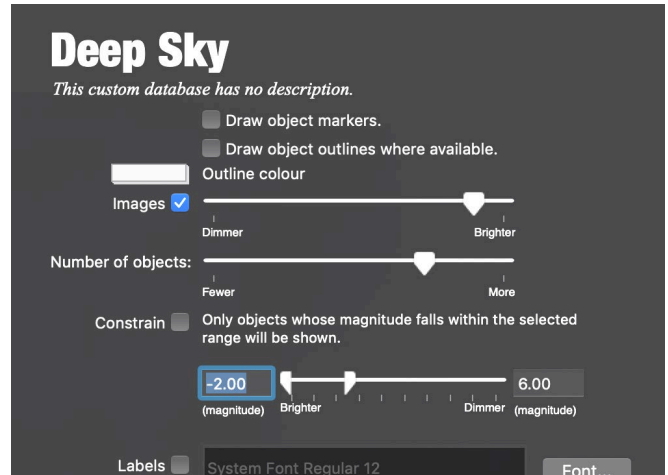 Deep Sky
This custom database has no description.
Draw object markers.
Draw object outlines where available.
Outline colour
Images
Dimmer Brighter
Number of objects:
Fewer More
Constrain Only objects whose magnitude falls within the selected
range will be shown.
-2.00 6.00
(magnitude) Brighter Dimmer (magnitude)
Labels System Font Regular 12 Font...